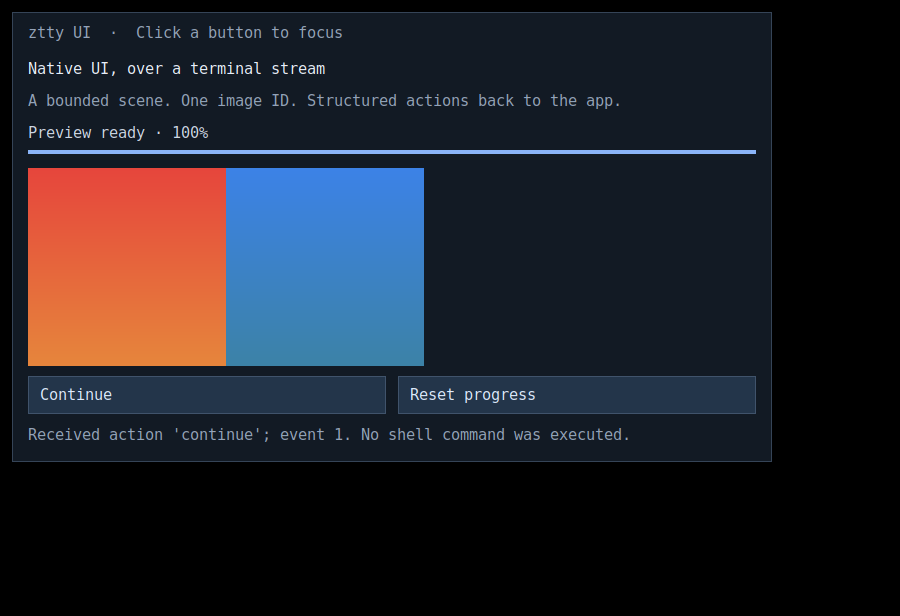 ztty UI · Click a button to focus
Native UI, over a terminal stream
A bounded scene. One image ID. Structured actions back to the app.
Preview ready · 100%
Continue
Reset progress
Received action 'continue'; event 1. No shell command was executed.